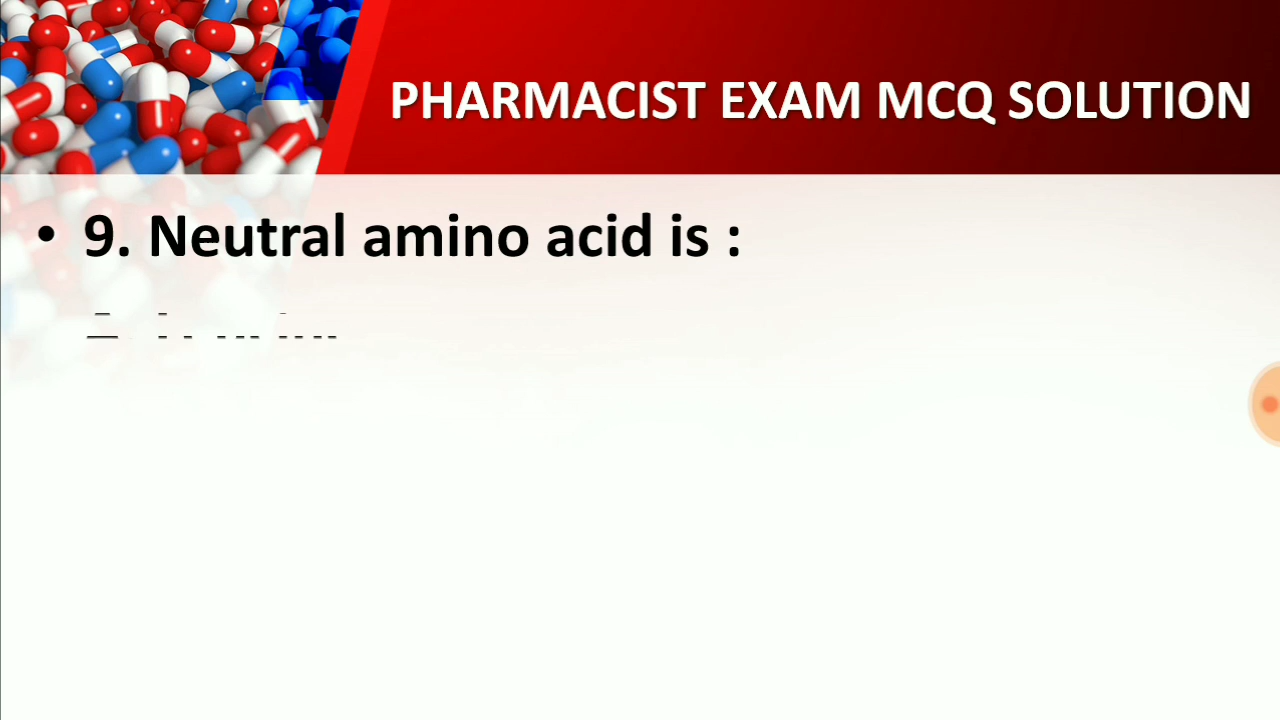 PHARMACIST EXAM MCQ SOLUTION
• 9. Neutral amino acid is :